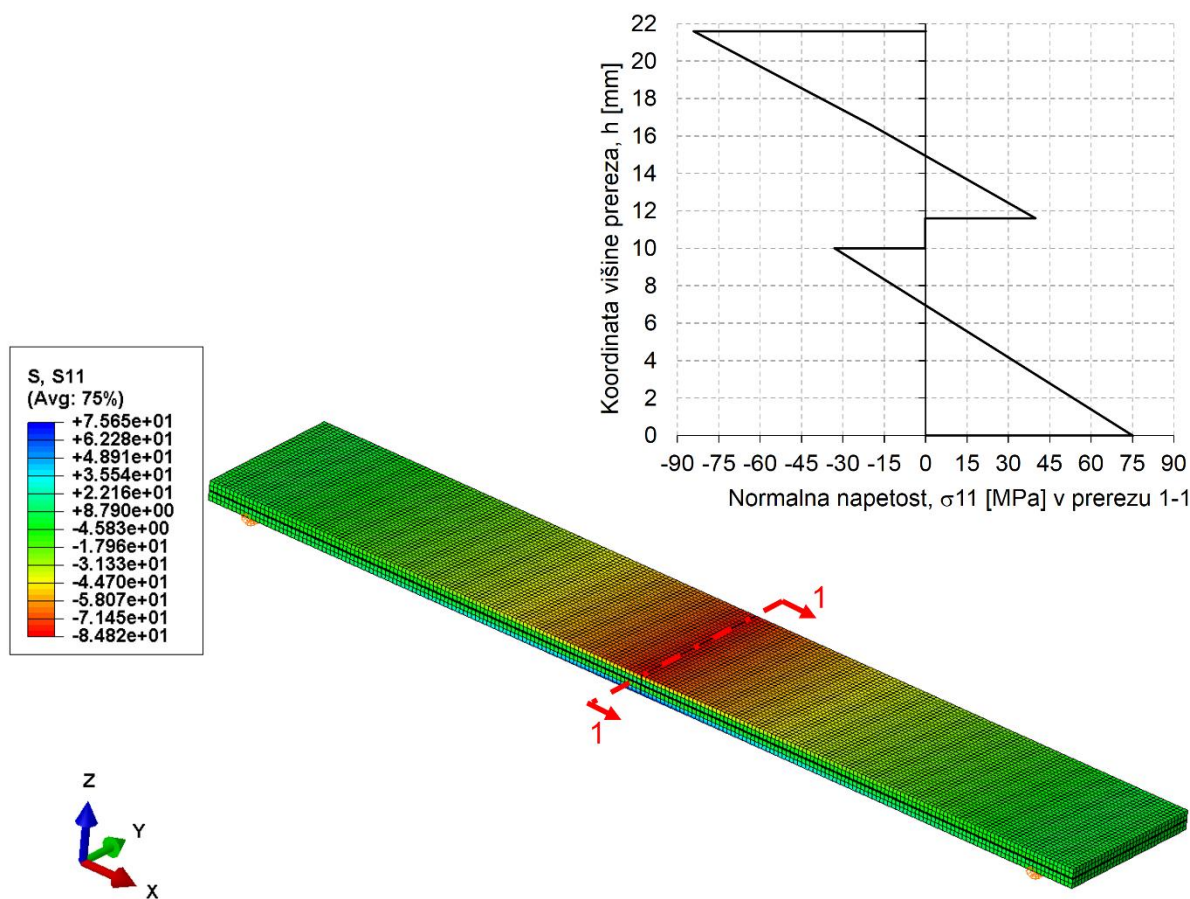 22
20
18
16
14
12
10
8
6
4
2
0
Koordinata višine prereza, h [mm]
-90 -75 -60 -45 -30 -15 0 15 30 45 60 75 90
Normalna napetost, σ11 [MPa] v prerezu 1-1
S, S11
(Avg: 75%)
+7.565e+01
+6.228e+01
+4.891e+01
+3.554e+01
+2.216e+01
+8.790e+00
-4.583e+00
-1.796e+01
-3.133e+01
-4.470e+01
-5.807e+01
-7.145e+01
-8.482e+01
1
1
Z
Y
X